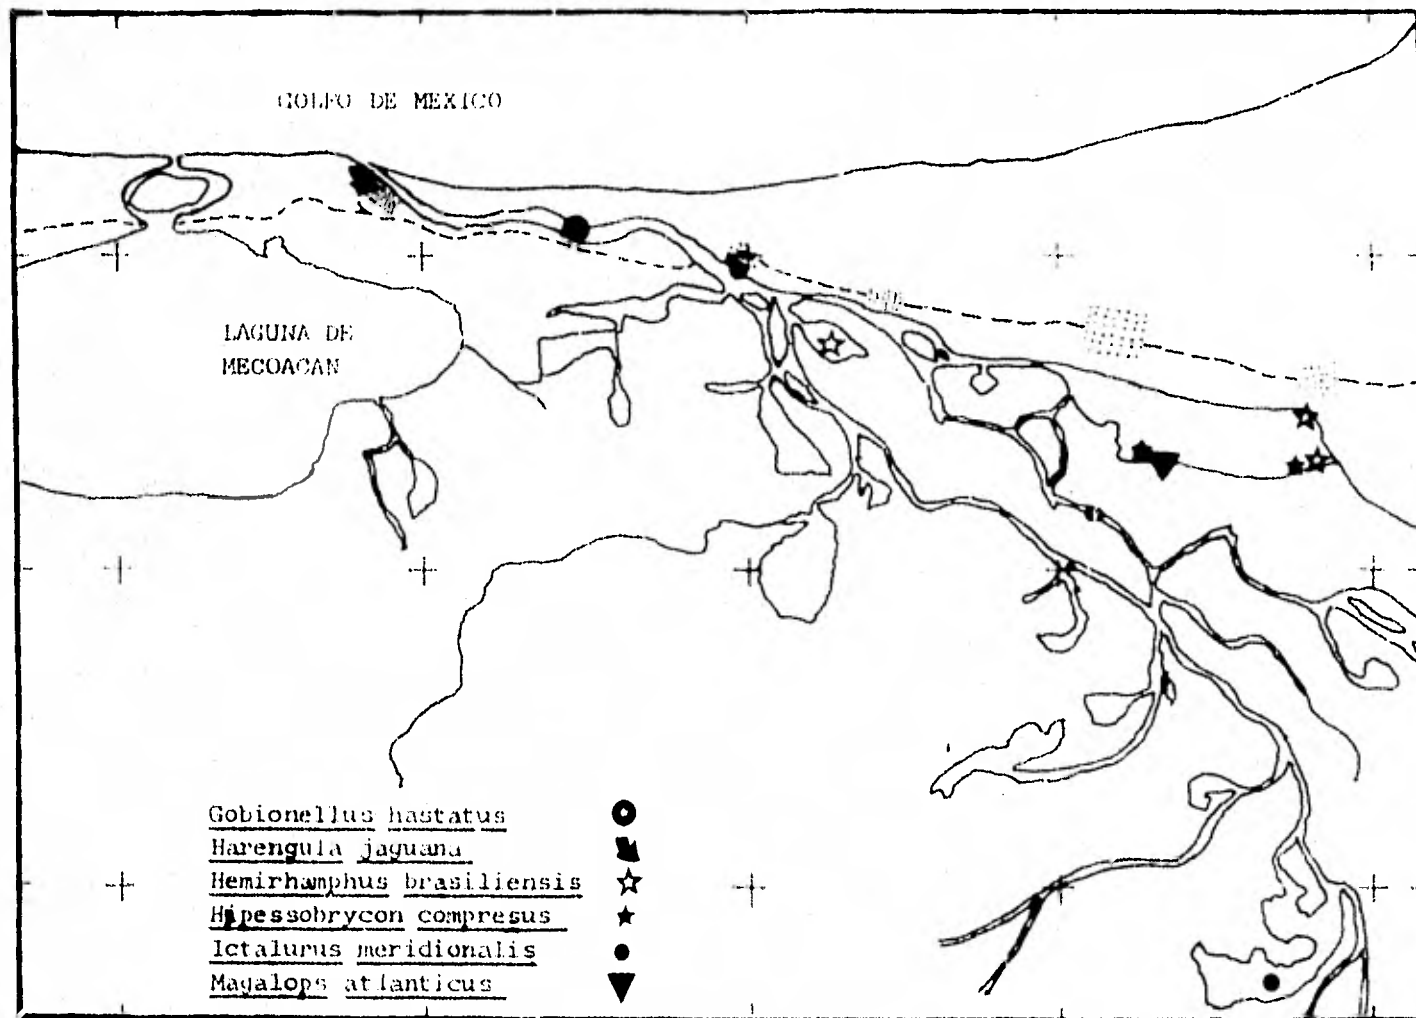 GOLFO DE MEXICO
LAGUNA DE
MECOACAN
Gobionellus hastatus
Harengula jaguana
Hemirhamphus brasiliensis
Hipessobrycon compresus
Ictalurus meridionalis
Magalops atlanticus